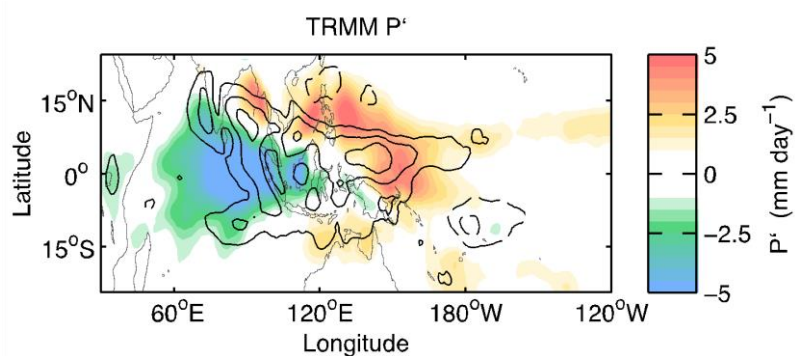 TRMM P‘
15°N
0°
15°S
Latitude
60°E
120°E
180°W
120°W
Longitude
5
2.5
0
−2.5
−5
P‘ (mm day⁻¹)